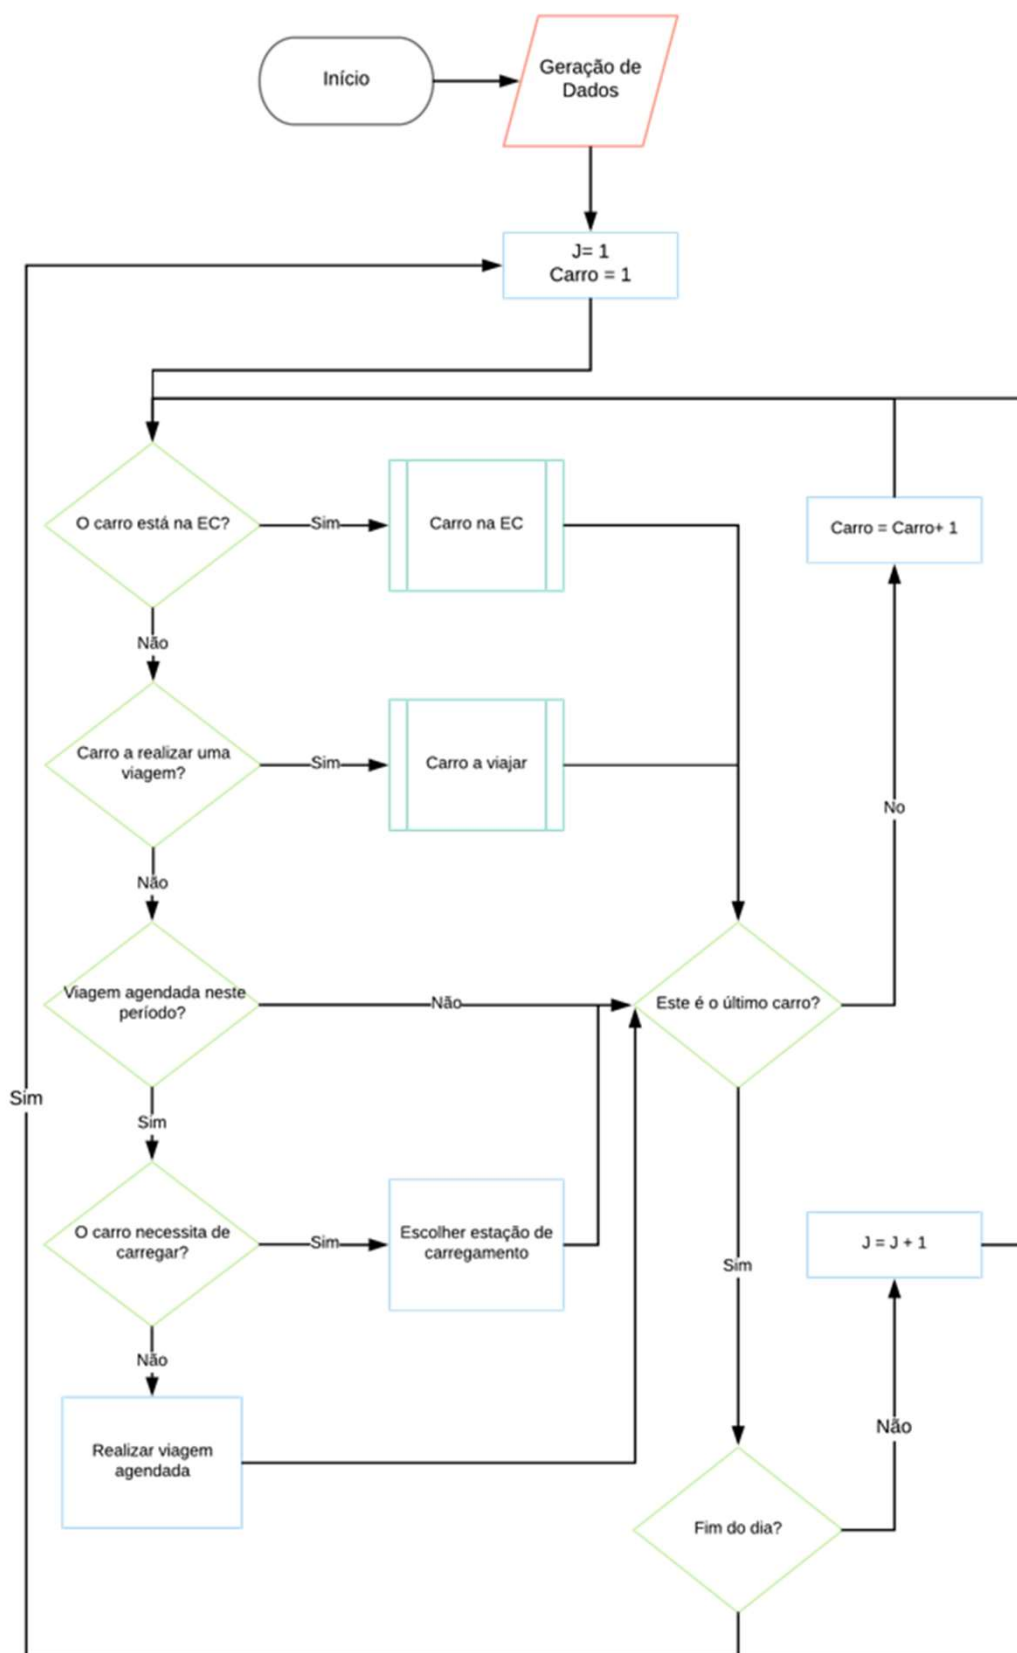 Início
Geração de
Dados
J= 1
Carro = 1
O carro está na EC?
Sim
Carro na EC
Carro = Carro+ 1
Não
Carro a realizar uma
viagem?
Sim
Carro a viajar
No
Não
Viagem agendada neste
período?
Não
Este é o último carro?
Sim
Sim
O carro necessita de
carregar?
Sim
Escolher estação de
carregamento
Sim
J = J + 1
Não
Realizar viagem
agendada
Não
Fim do dia?